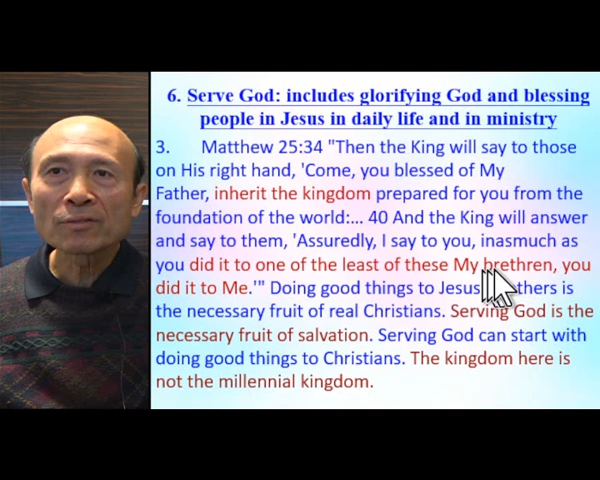 6. Serve God: includes glorifying God and blessing
people in Jesus in daily life and in ministry
3. Matthew 25:34 "Then the King will say to those
on His right hand, 'Come, you blessed of My
Father, inherit the kingdom prepared for you from the
foundation of the world:... 40 And the King will answer
and say to them, 'Assuredly, I say to you, inasmuch as
you did it to one of the least of these My brethren, you
did it to Me.'" Doing good things to Jesus' is
the necessary fruit of real Christians. Serving God is the
necessary fruit of salvation. Serving God can start with
doing good things to Christians. The kingdom here is
not the millennial kingdom.